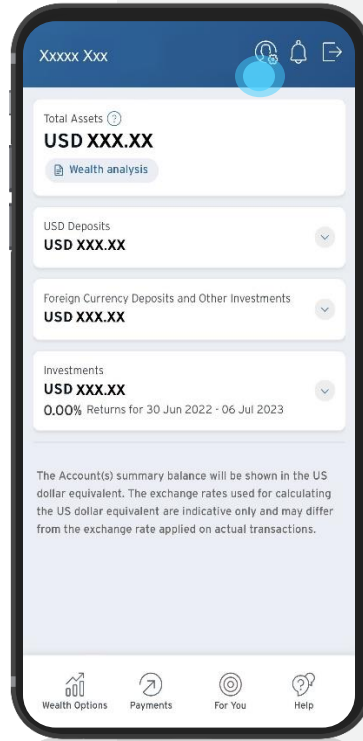 Xxxxx Xxx
Total Assets ?
USD XXX.XX
Wealth analysis
USD Deposits
USD XXX.XX
Foreign Currency Deposits and Other Investments
USD XXX.XX
Investments
USD XXX.XX
0.00% Returns for 30 Jun 2022 - 06 Jul 2023
The Account(s) summary balance will be shown in the US
dollar equivalent. The exchange rates used for calculating
the US dollar equivalent are indicative only and may differ
from the exchange rate applied on actual transactions.
Wealth Options Payments For You Help